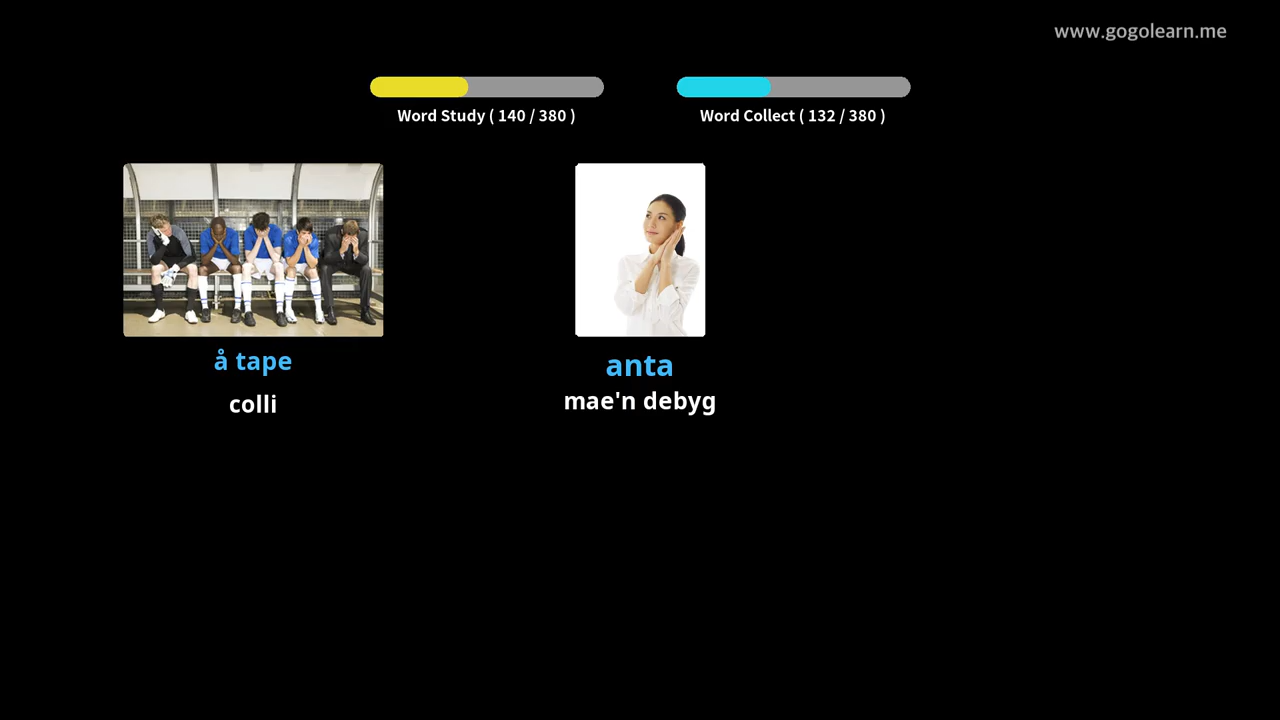 www.gogolearn.me
Word Study ( 140 / 380 )
Word Collect ( 132 / 380 )
å tape
colli
anta
mae'n debyg